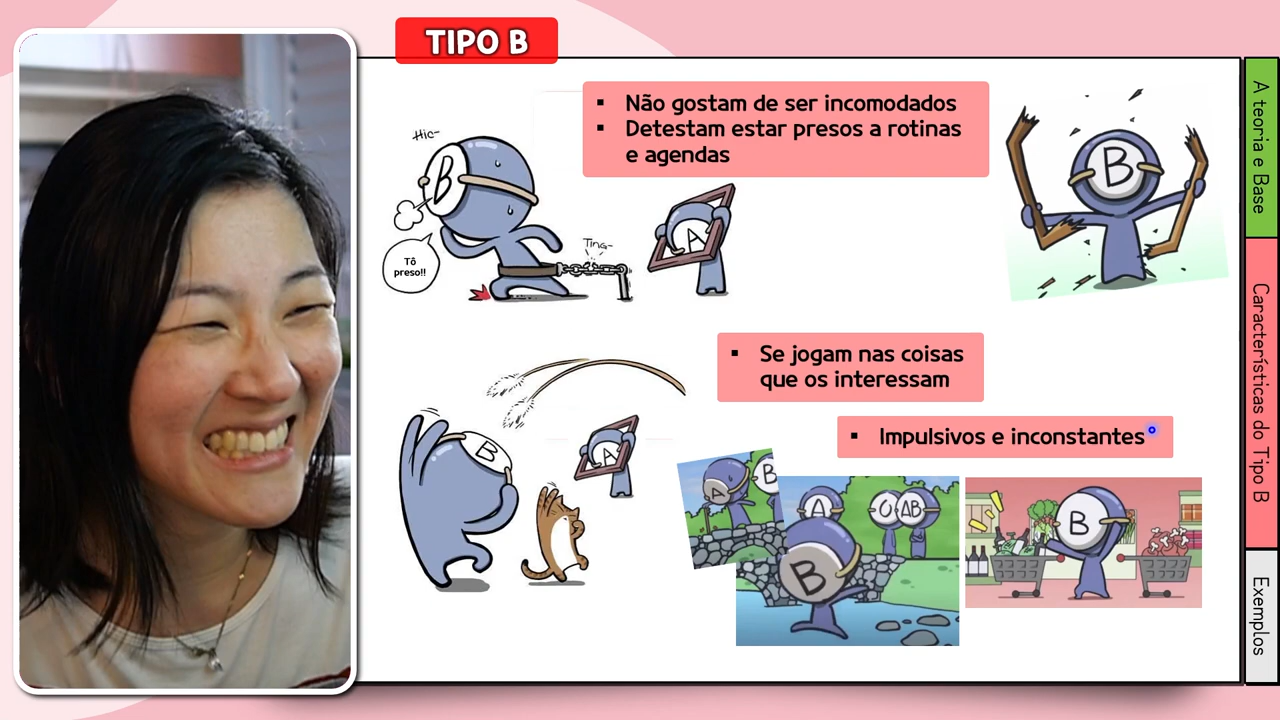 TIPO B
▪ Não gostam de ser incomodados
▪ Detestam estar presos a rotinas
e agendas
Hic~
B
Tô
preso!!
Ting~
A
B
▪ Se jogam nas coisas
que os interessam
B
A
▪ Impulsivos e inconstantes
A
B
A
O
AB
B
B
A teoria e Base
Características do Tipo B
Exemplos